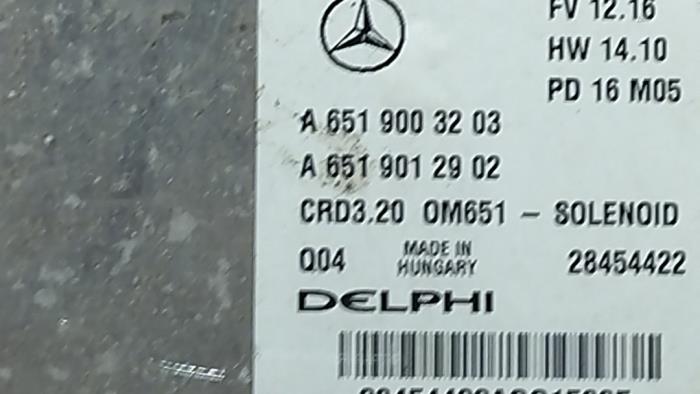 FV 12.16
HW 14.10
PD 16 M05
A 651 900 32 03
A 651 901 29 02
CRD3.20 OM651 - SOLENOID
Q04 MADE IN HUNGARY 28454422
DELPHI